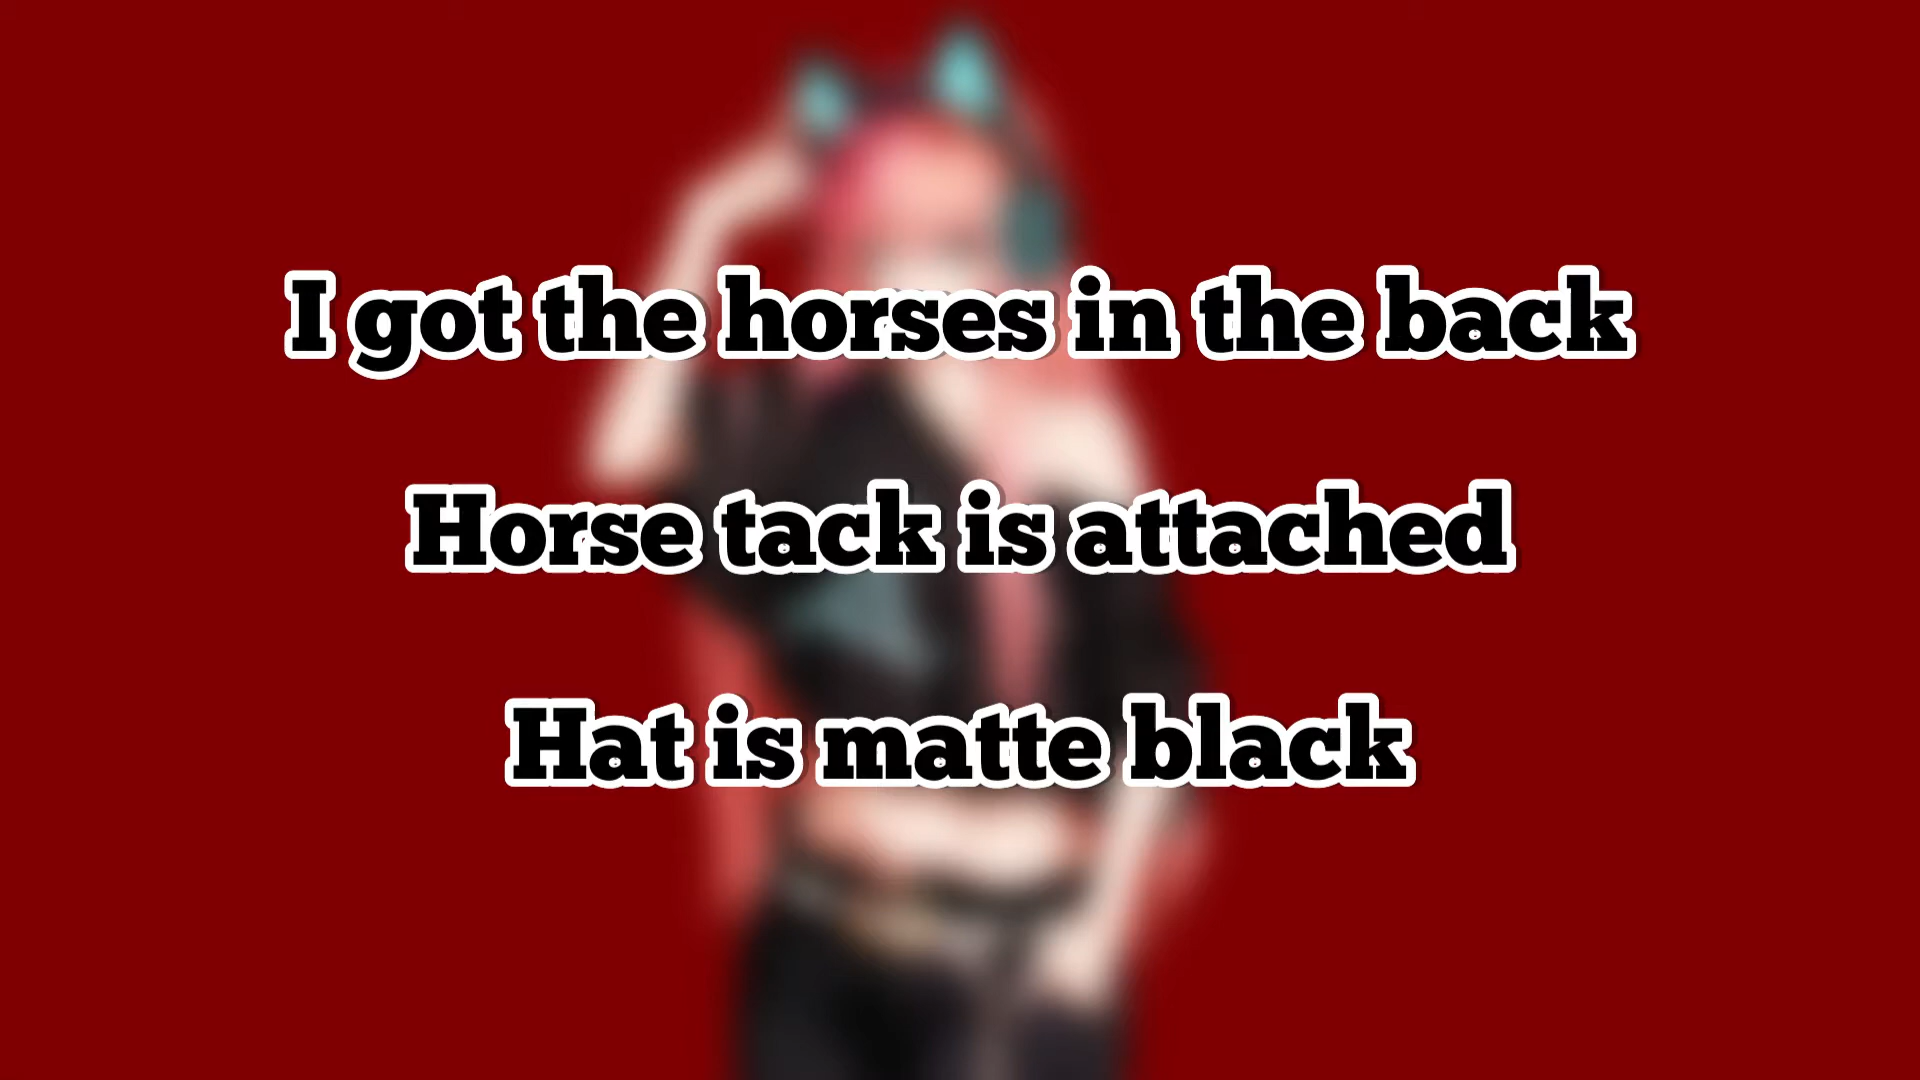 I got the horses in the back
Horse tack is attached
Hat is matte black